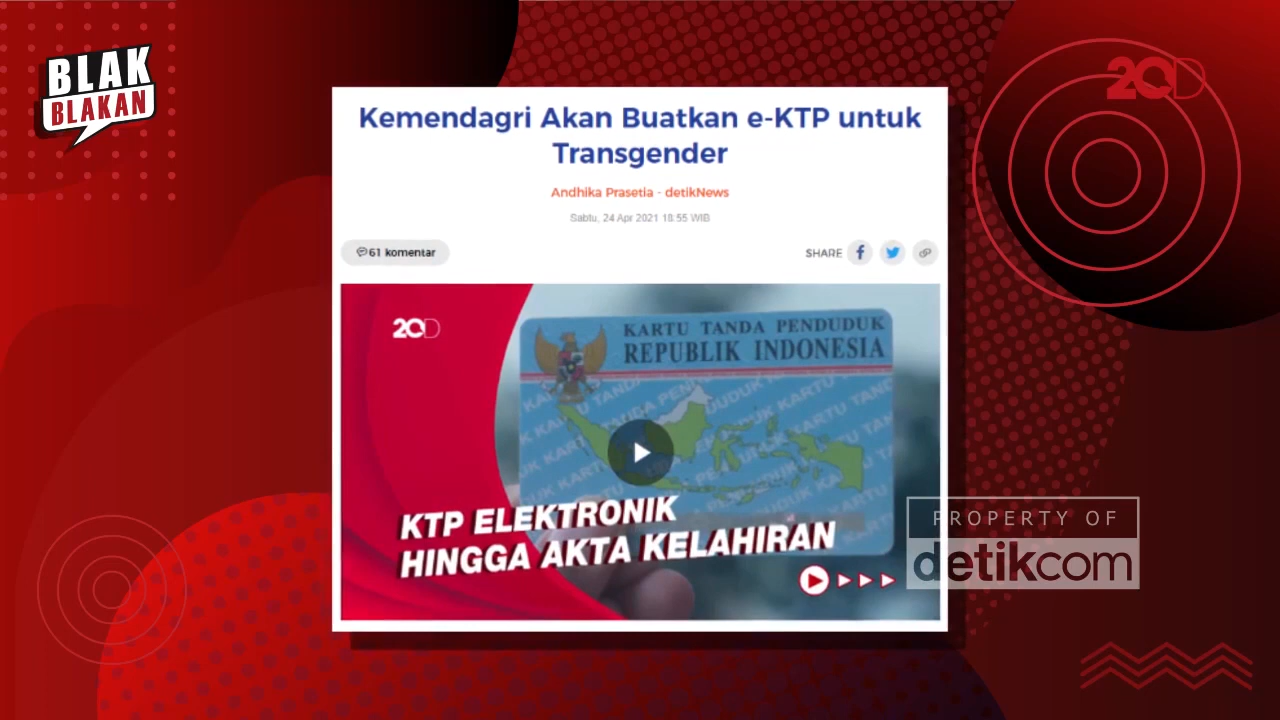 BLAK
BLAKAN
20D
Kemendagri Akan Buatkan e-KTP untuk
Transgender
Andhika Prasetia - detikNews
Sabtu, 24 Apr 2021 18:55 WIB
61 komentar
SHARE
20D
KARTU TANDA PENDUDUK
REPUBLIK INDONESIA
KTP ELEKTRONIK
HINGGA AKTA KELAHIRAN
PROPERTY OF
detikcom